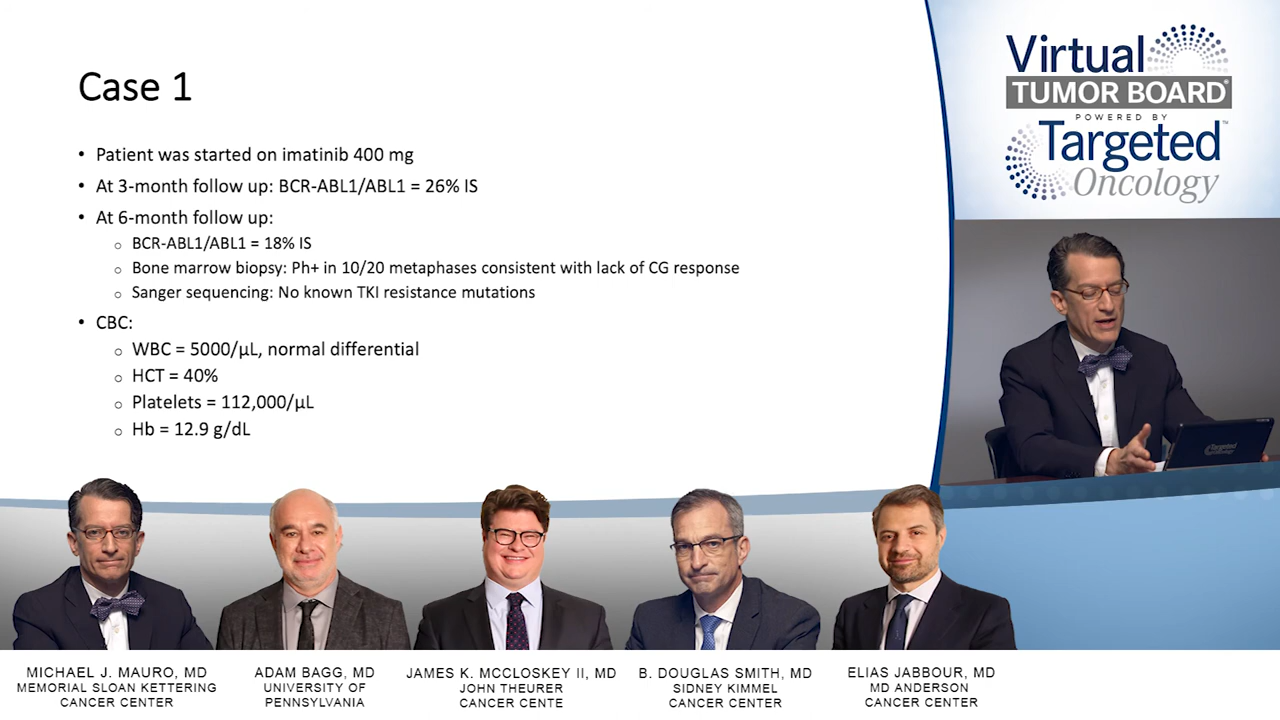 Case 1
• Patient was started on imatinib 400 mg
• At 3-month follow up: BCR-ABL1/ABL1 = 26% IS
• At 6-month follow up:
○ BCR-ABL1/ABL1 = 18% IS
○ Bone marrow biopsy: Ph+ in 10/20 metaphases consistent with lack of CG response
○ Sanger sequencing: No known TKI resistance mutations
• CBC:
○ WBC = 5000/µL, normal differential
○ HCT = 40%
○ Platelets = 112,000/µL
○ Hb = 12.9 g/dL
Virtual
TUMOR BOARD®
POWERED BY
Targeted™
Oncology
Targeted
Oncology
MICHAEL J. MAURO, MD
MEMORIAL SLOAN KETTERING
CANCER CENTER
ADAM BAGG, MD
UNIVERSITY OF
PENNSYLVANIA
JAMES K. MCCLOSKEY II, MD
JOHN THEURER
CANCER CENTE
B. DOUGLAS SMITH, MD
SIDNEY KIMMEL
CANCER CENTER
ELIAS JABBOUR, MD
MD ANDERSON
CANCER CENTER